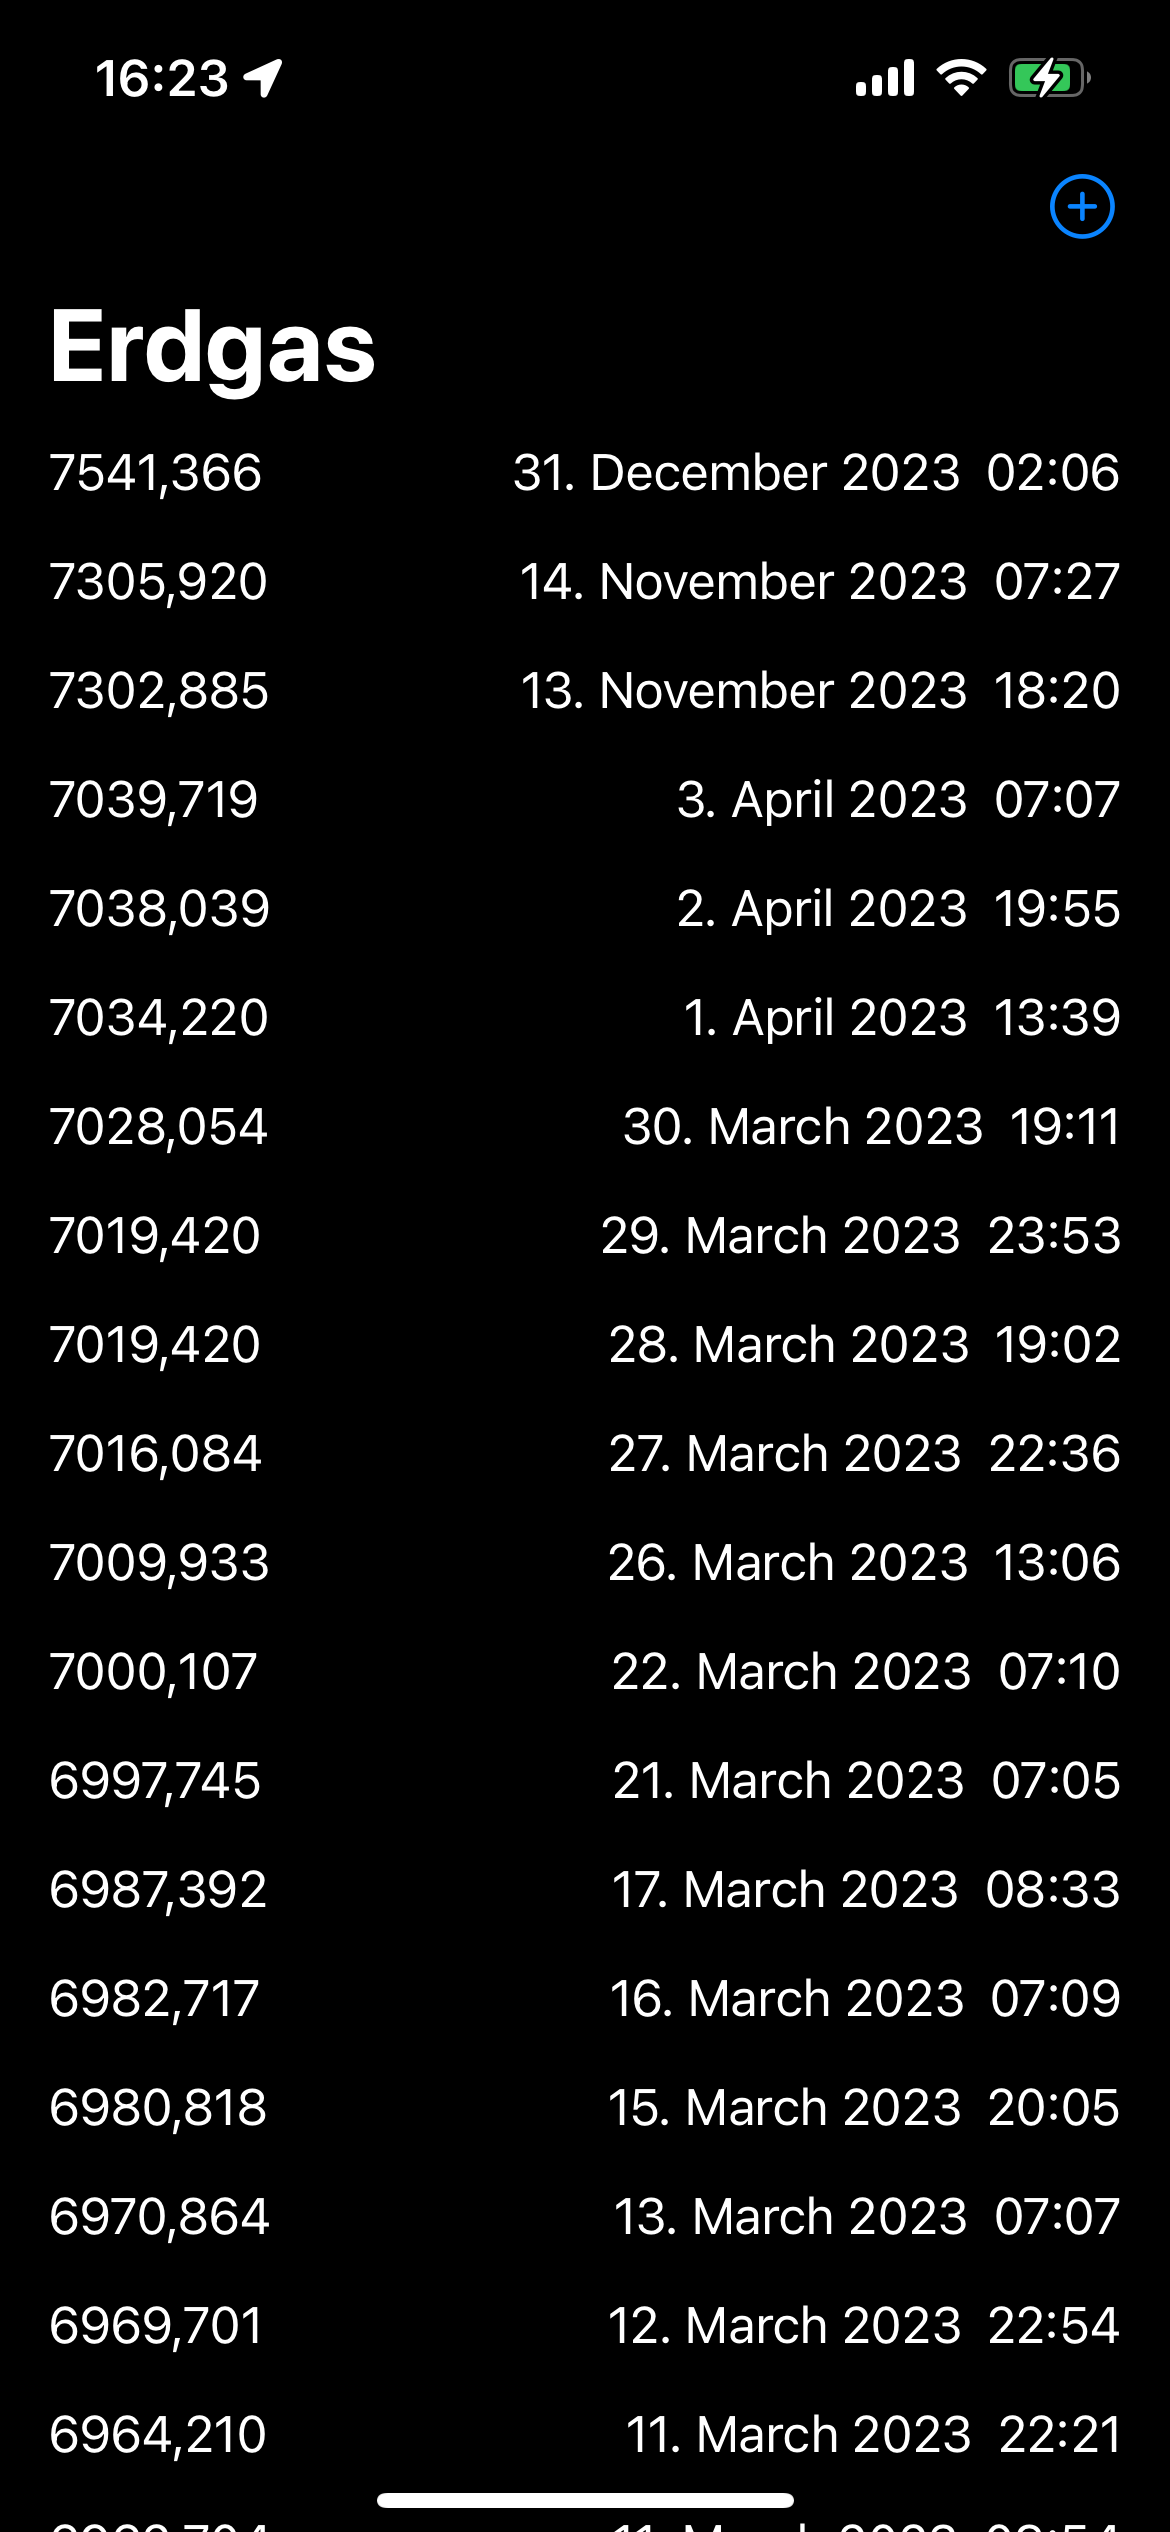 16:23
Erdgas
7541,366 31. December 2023 02:06
7305,920 14. November 2023 07:27
7302,885 13. November 2023 18:20
7039,719 3. April 2023 07:07
7038,039 2. April 2023 19:55
7034,220 1. April 2023 13:39
7028,054 30. March 2023 19:11
7019,420 29. March 2023 23:53
7019,420 28. March 2023 19:02
7016,084 27. March 2023 22:36
7009,933 26. March 2023 13:06
7000,107 22. March 2023 07:10
6997,745 21. March 2023 07:05
6987,392 17. March 2023 08:33
6982,717 16. March 2023 07:09
6980,818 15. March 2023 20:05
6970,864 13. March 2023 07:07
6969,701 12. March 2023 22:54
6964,210 11. March 2023 22:21